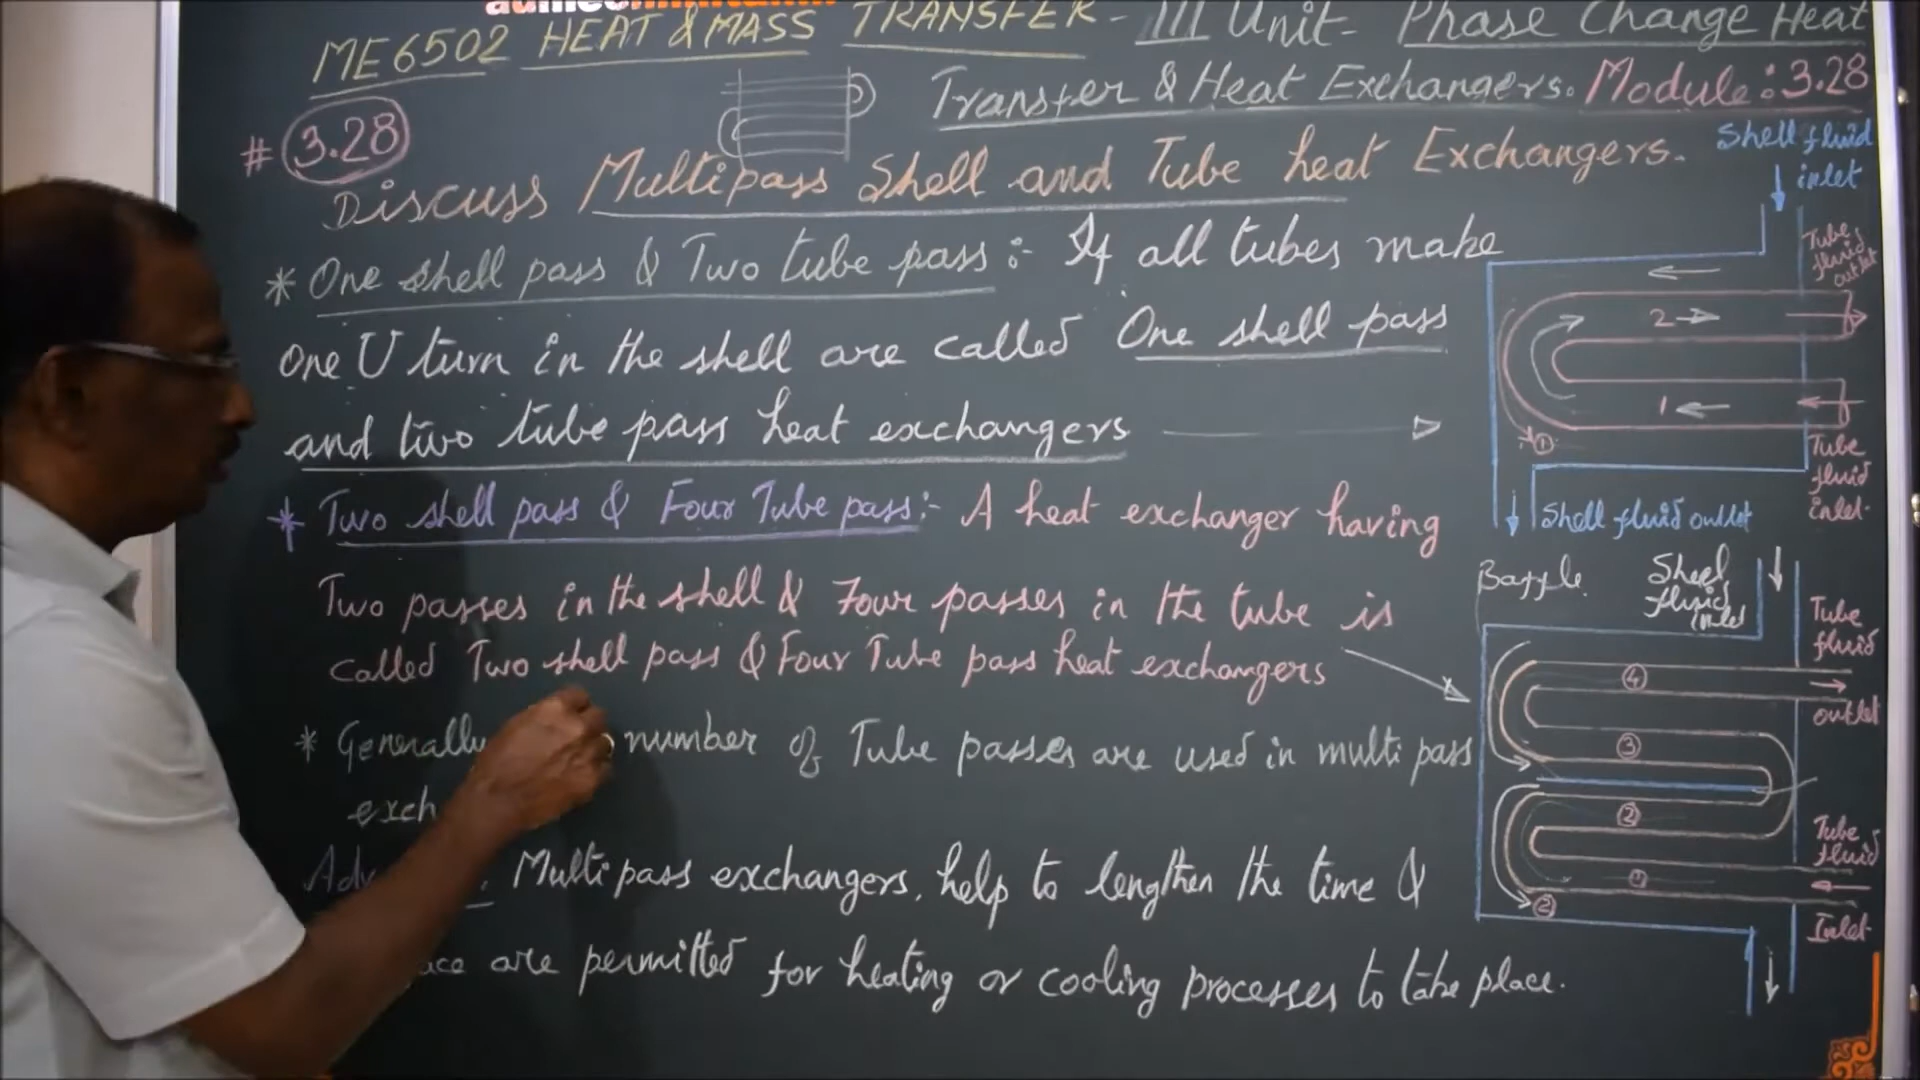 ME6502 HEAT & MASS TRANSFER - III Unit - Phase Change Heat
Transfer & Heat Exchangers. Module: 3.28
# 3.28
Discuss Multipass Shell and Tube heat Exchangers.
* One shell pass & Two tube pass :- If all tubes make
one U turn in the shell are called One shell pass
and two tube pass heat exchangers
* Two shell pass & Four Tube pass:- A heat exchanger having
Two passes in the shell & Four passes in the tube is
called Two shell pass & Four Tube pass heat exchangers
* Generally number of Tube passes are used in multi pass
exch
Adv : Multipass exchangers, help to lengthen the time &
are permitted for heating or cooling processes to take place.
Shell fluid
inlet
Tube
fluid
outlet
2
1
①
Tube
fluid
inlet.
Shell fluid outlet
Baffle.
Shell
fluid
inlet
Tube
fluid
outlet
④
③
②
①
②
Tube
fluid
Inlet